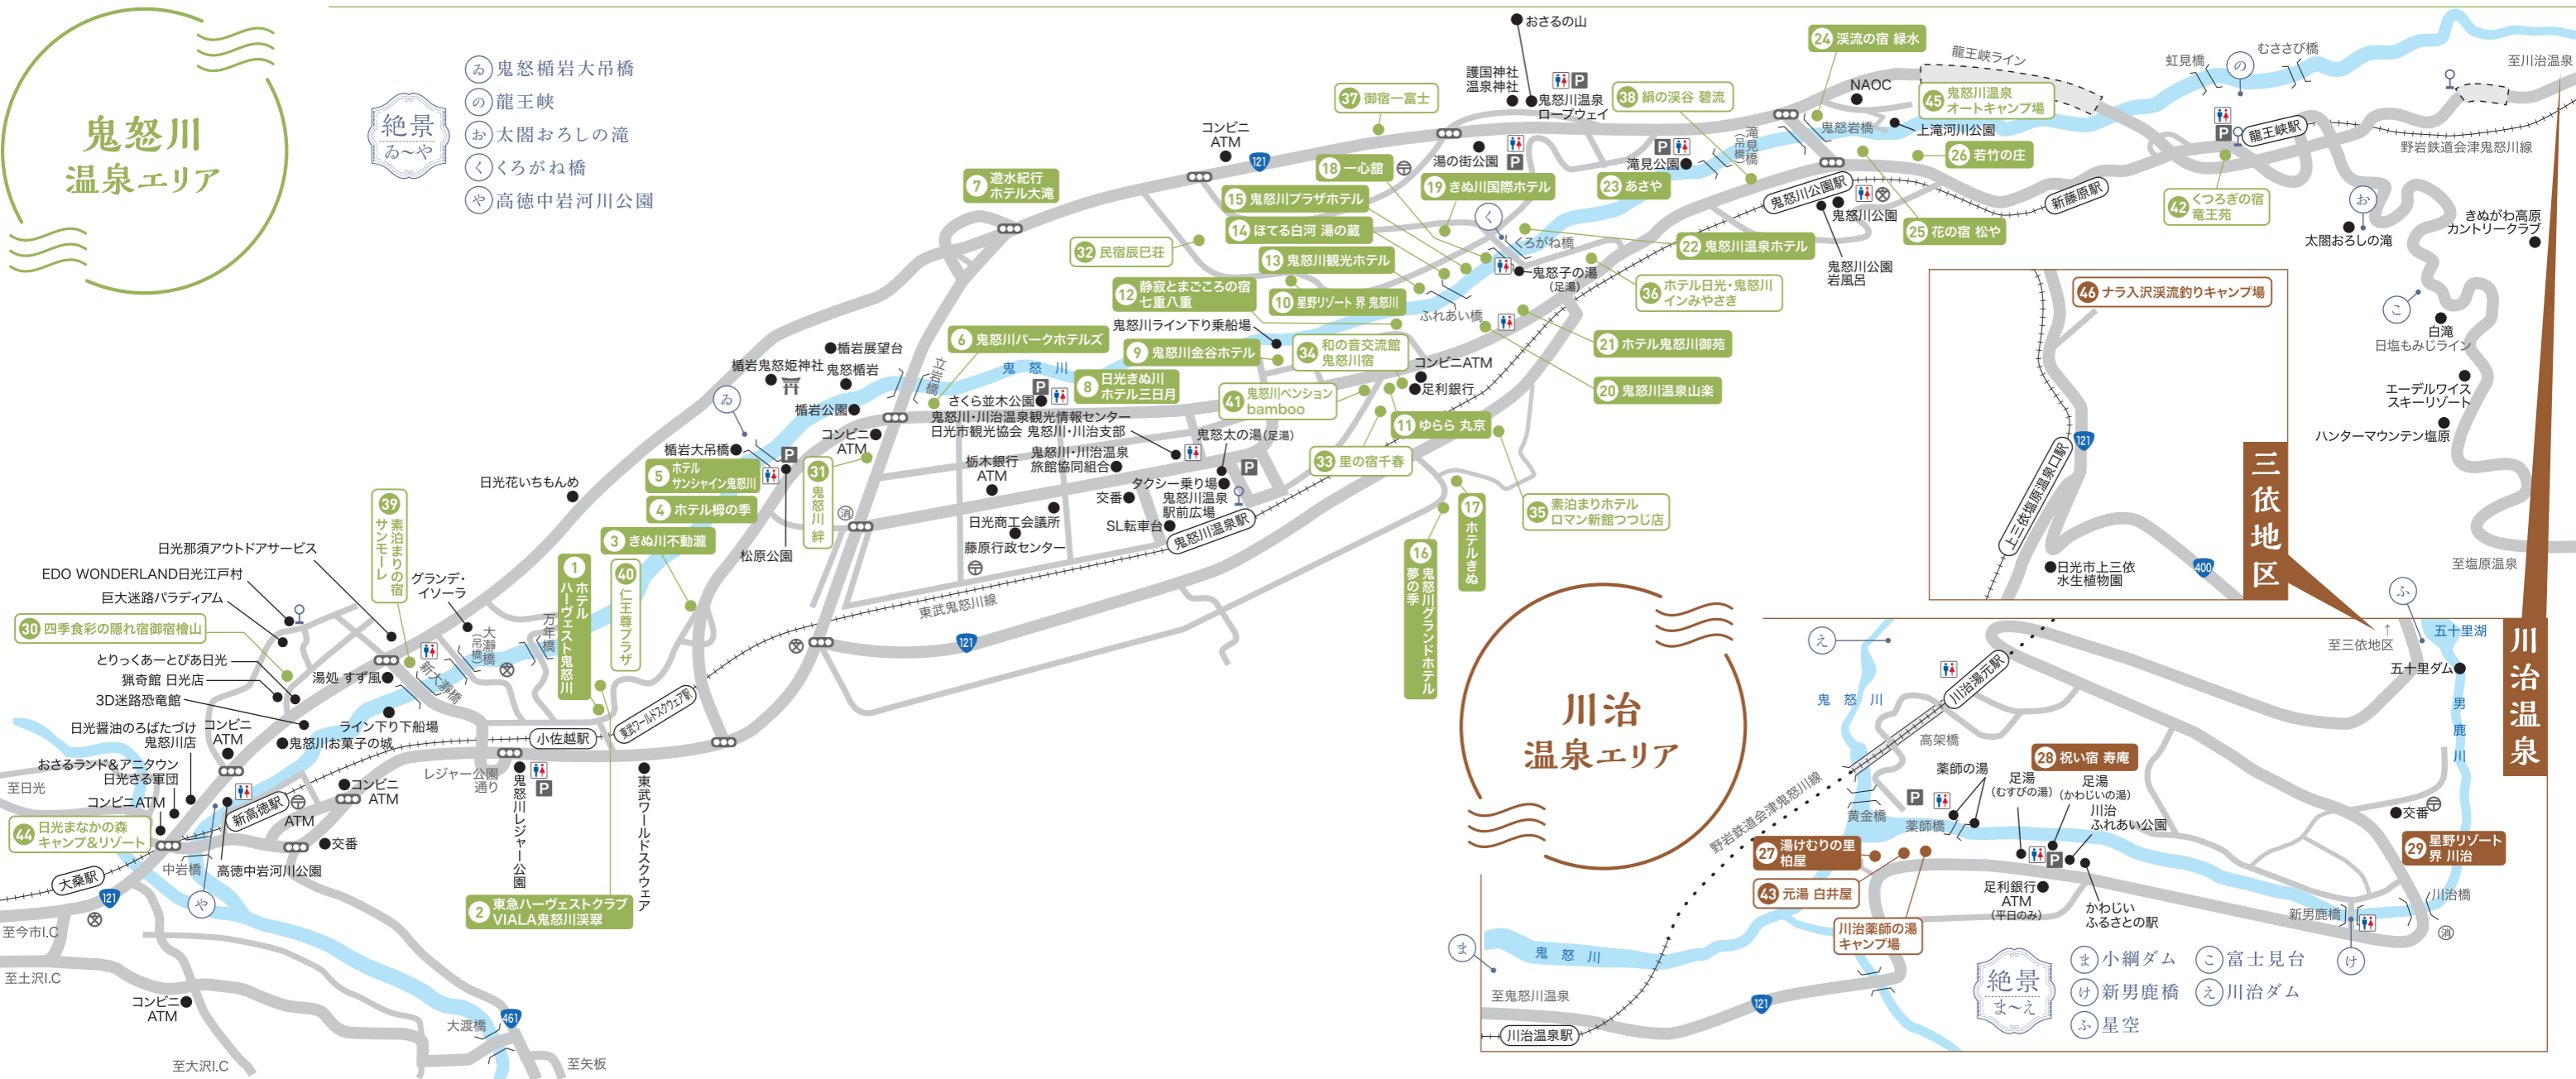 鬼怒川
温泉エリア
絶景
ゐ〜や
ゐ 鬼怒楯岩大吊橋
の 龍王峡
お 太閤おろしの滝
く くろがね橋
や 高徳中岩河川公園
おさるの山
護国神社
温泉神社
鬼怒川温泉
ロープウェイ
P
37 御宿一富士
38 絹の渓谷 碧流
24 渓流の宿 緑水
NAOC
龍王峡ライン
45 鬼怒川温泉
オートキャンプ場
上滝河川公園
鬼怒岩橋
虹見橋
の
むささび橋
至川治温泉
P
龍王峡駅
野岩鉄道会津鬼怒川線
コンビニ
ATM
121
湯の街公園
P
P
滝見公園
滝見橋
(吊橋)
26 若竹の庄
7 遊水紀行
ホテル大滝
18 一心舘
15 鬼怒川プラザホテル
19 きぬ川国際ホテル
23 あさや
鬼怒川公園駅
鬼怒川公園
新藤原駅
25 花の宿 松や
42 くつろぎの宿
竜王苑
お
太閤おろしの滝
きぬがわ高原
カントリークラブ
14 ほてる白河 湯の蔵
く
くろがね橋
22 鬼怒川温泉ホテル
32 民宿辰巳荘
13 鬼怒川観光ホテル
鬼怒子の湯
(足湯)
鬼怒川公園
岩風呂
12 静寂とまごころの宿
七重八重
10 星野リゾート 界 鬼怒川
36 ホテル日光・鬼怒川
インみやさき
ふれあい橋
46 ナラ入沢渓流釣りキャンプ場
こ
白滝
日塩もみじライン
鬼怒川ライン下り乗船場
6 鬼怒川パークホテルズ
9 鬼怒川金谷ホテル
34 和の音交流館
鬼怒川宿
21 ホテル鬼怒川御苑
楯岩展望台
楯岩鬼怒姫神社
鬼怒楯岩
立岩橋
鬼怒川
P
8 日光きぬ川
ホテル三日月
コンビニATM
足利銀行
20 鬼怒川温泉山楽
エーデルワイス
スキーリゾート
ゐ
楯岩公園
さくら並木公園
41 鬼怒川ペンション
bamboo
11 ゆらら 丸京
鬼怒川・川治温泉観光情報センター
日光市観光協会 鬼怒川・川治支部
ハンターマウンテン塩原
楯岩大吊橋
P
コンビニ
ATM
鬼怒太の湯(足湯)
鬼怒川・川治温泉
旅館協同組合
P
33 里の宿千春
5 ホテル
サンシャイン鬼怒川
31 鬼怒川 絆
栃木銀行
ATM
タクシー乗り場
鬼怒川温泉
駅前広場
交番
17 ホテルきぬ
35 素泊まりホテル
ロマン新館つつじ店
121
上三依塩原温泉口駅
三依地区
日光花いちもんめ
4 ホテル栂の季
消
日光商工会議所
SL転車台
鬼怒川温泉駅
39 素泊まりの宿
サンモーレ
3 きぬ川不動瀧
松原公園
藤原行政センター
16 鬼怒川グランドホテル
夢の季
日光市上三依
水生植物園
400
至塩原温泉
日光那須アウトドアサービス
EDO WONDERLAND日光江戸村
巨大迷路パラディアム
グランデ・
イソーラ
1 ホテル
ハーヴェスト鬼怒川
40 仁王尊プラザ
東武鬼怒川線
121
川治
温泉エリア
ふ
え
至三依地区
五十里湖
五十里ダム
川治温泉
30 四季食彩の隠れ宿御宿檜山
大瀞橋
(吊橋)
万年橋
とりっくあーとぴあ日光
猟奇館 日光店
3D迷路恐竜館
湯処 すず風
新大瀞橋
東武ワールドスクウェア駅
川治湯元駅
鬼怒川
男鹿川
日光醤油のろばたづけ
鬼怒川店
コンビニ
ATM
ライン下り下船場
鬼怒川お菓子の城
小佐越駅
高架橋
おさるランド&アニタウン
日光さる軍団
レジャー公園
通り
至日光
コンビニATM
コンビニ
ATM
P
鬼怒川レジャー公園
東武ワールドスクウェア
28 祝い宿 寿庵
薬師の湯
足湯
(むすびの湯)
足湯
(かわじいの湯)
野岩鉄道会津鬼怒川線
P
黄金橋
薬師橋
川治
ふれあい公園
交番
44 日光まなかの森
キャンプ&リゾート
新高徳駅
ATM
交番
27 湯けむりの里
柏屋
P
29 星野リゾート
界 川治
中岩橋
高徳中岩河川公園
大桑駅
121
や
2 東急ハーヴェストクラブ
VIALA鬼怒川渓翠
43 元湯 白井屋
足利銀行
ATM
(平日のみ)
かわじい
ふるさとの駅
川治橋
新男鹿橋
消
至今市I.C
川治薬師の湯
キャンプ場
ま
鬼怒川
け
至土沢I.C
絶景
ま〜え
ま 小網ダム
こ 富士見台
け 新男鹿橋
え 川治ダム
ふ 星空
コンビニ
ATM
461
大渡橋
至鬼怒川温泉
121
川治温泉駅
至大沢I.C
至矢板